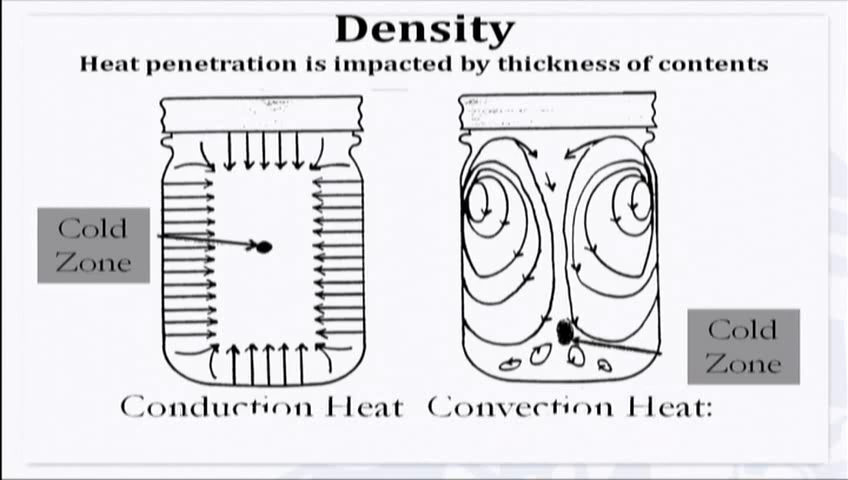 Density
Heat penetration is impacted by thickness of contents
Cold
Zone
Cold
Zone
Conduction Heat
Convection Heat: